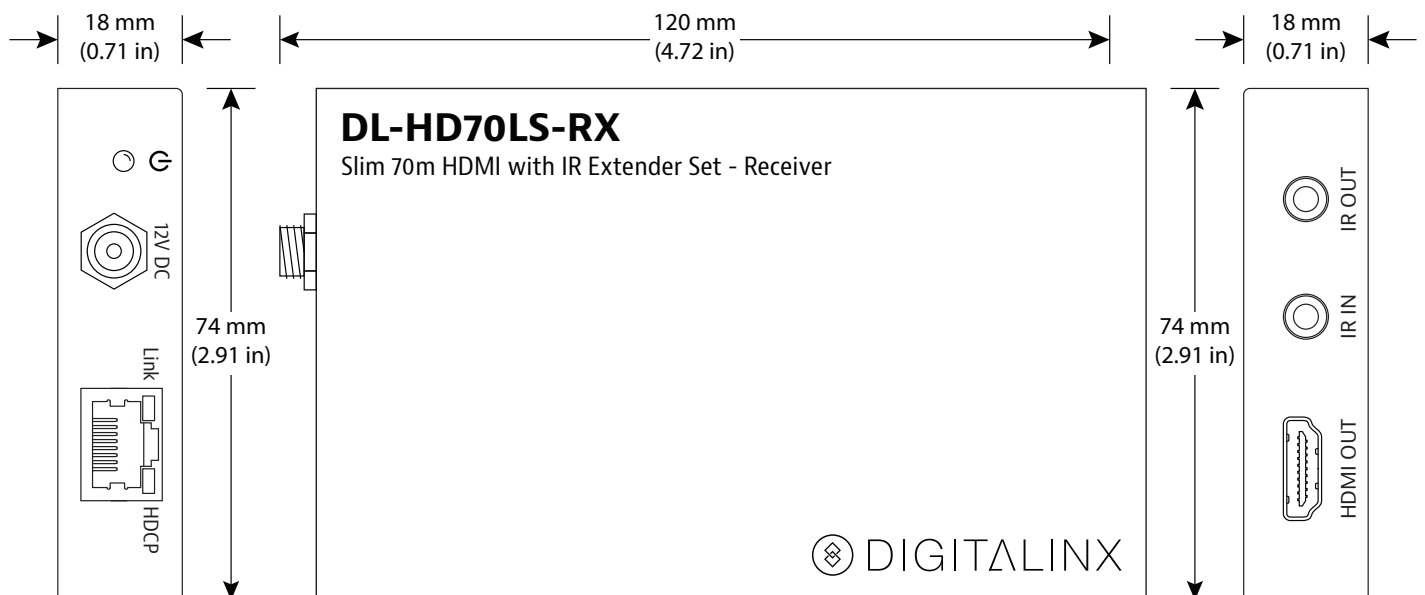 18 mm
(0.71 in)
120 mm
(4.72 in)
18 mm
(0.71 in)
DL-HD70LS-RX
Slim 70m HDMI with IR Extender Set - Receiver
12V DC
Link
HDCP
74 mm
(2.91 in)
74 mm
(2.91 in)
IR OUT
IR IN
HDMI OUT
DIGITALINX